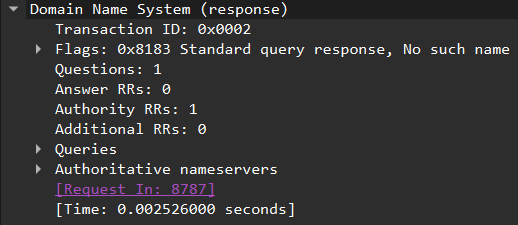 Domain Name System (response)
Transaction ID: 0x0002
Flags: 0x8183 Standard query response, No such name
Questions: 1
Answer RRs: 0
Authority RRs: 1
Additional RRs: 0
Queries
Authoritative nameservers
[Request In: 8787]
[Time: 0.002526000 seconds]